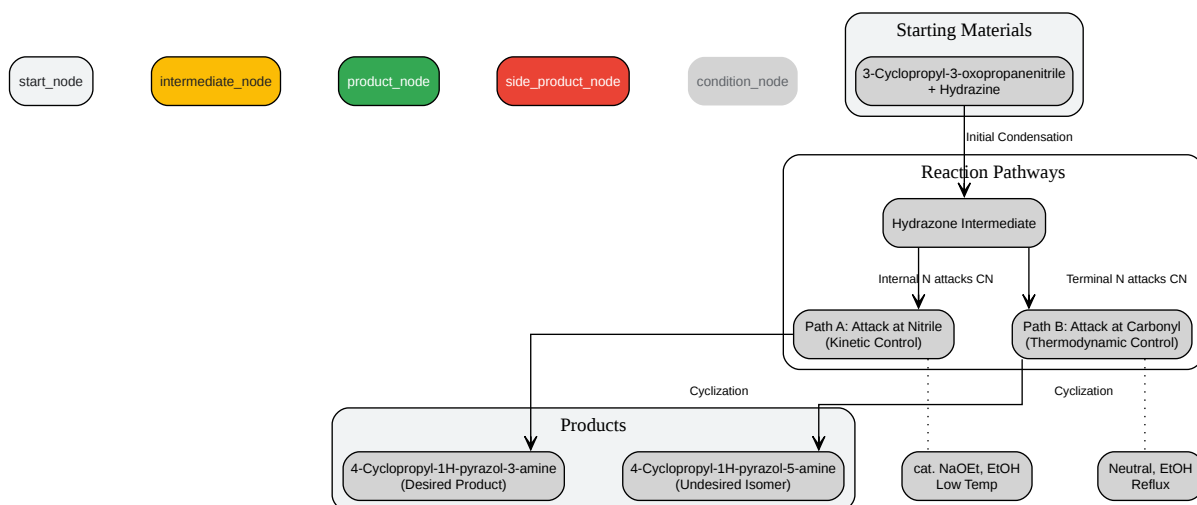 Starting Materials
start_node
intermediate_node
product_node
side_product_node
condition_node
3-Cyclopropyl-3-oxopropanenitrile
+ Hydrazine
Initial Condensation
Reaction Pathways
Hydrazone Intermediate
Internal N attacks CN
Terminal N attacks CN
Path A: Attack at Nitrile
(Kinetic Control)
Path B: Attack at Carbonyl
(Thermodynamic Control)
Cyclization
Cyclization
Products
4-Cyclopropyl-1H-pyrazol-3-amine
(Desired Product)
4-Cyclopropyl-1H-pyrazol-5-amine
(Undesired Isomer)
cat. NaOEt, EtOH
Low Temp
Neutral, EtOH
Reflux